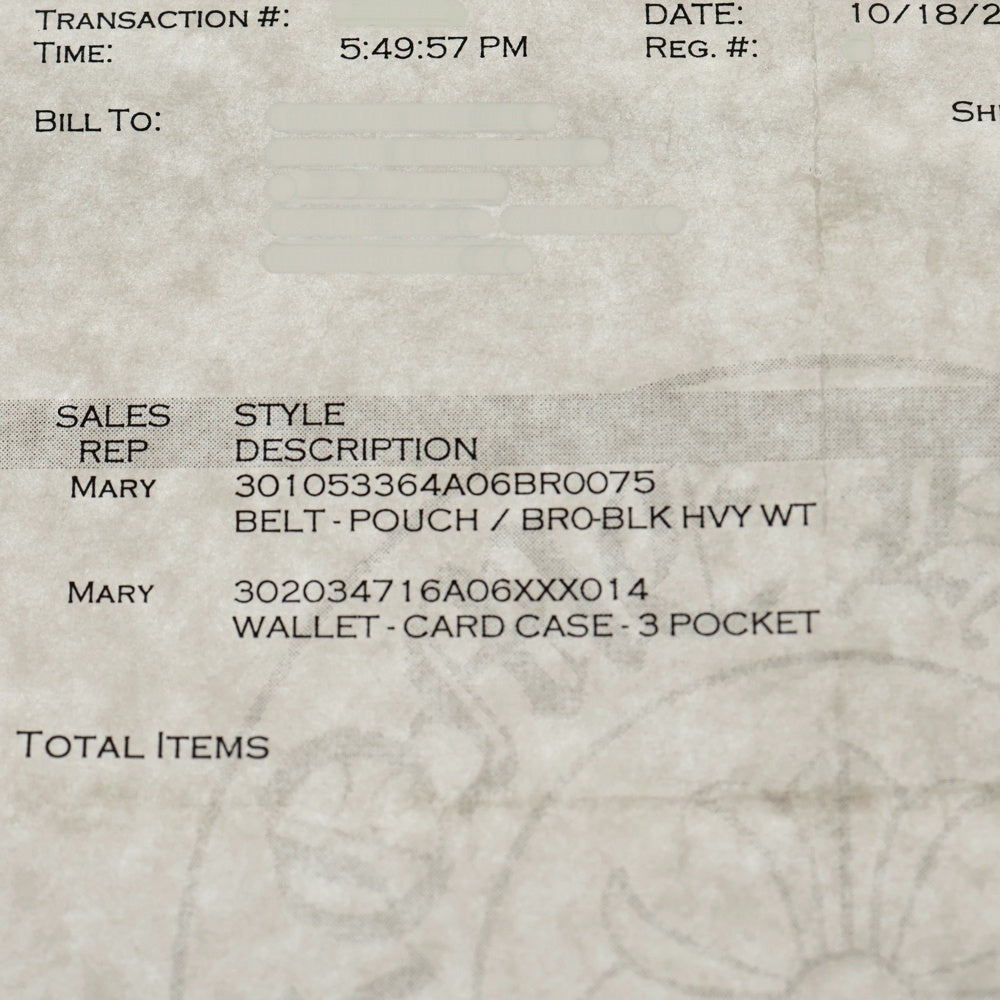 TRANSACTION #: DATE: 10/18/2
TIME: 5:49:57 PM REG. #:
BILL TO: SH
SALES STYLE
REP DESCRIPTION
MARY 301053364A06BR0075
BELT - POUCH / BR0-BLK HVY WT
MARY 302034716A06XXX014
WALLET - CARD CASE - 3 POCKET
TOTAL ITEMS